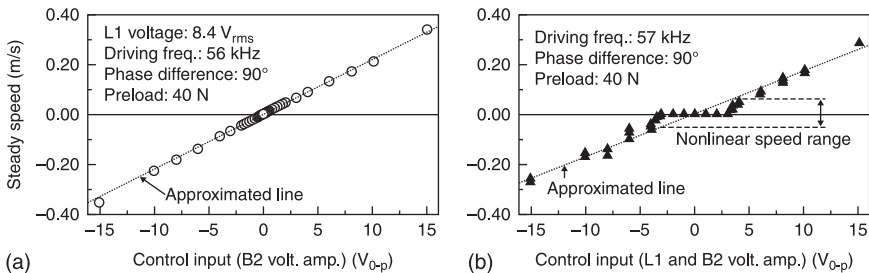 0.40
0.20
0.00
−0.20
−0.40
Steady speed (m/s)
L1 voltage: 8.4 Vrms
Driving freq.: 56 kHz
Phase difference: 90°
Preload: 40 N
Approximated line
−15 −10 −5 0 5 10 15
(a) Control input (B2 volt. amp.) (V0-p)
0.40
0.20
0.00
−0.20
−0.40
Driving freq.: 57 kHz
Phase difference: 90°
Preload: 40 N
Nonlinear speed range
Approximated line
−15 −10 −5 0 5 10 15
(b) Control input (L1 and B2 volt. amp.) (V0-p)